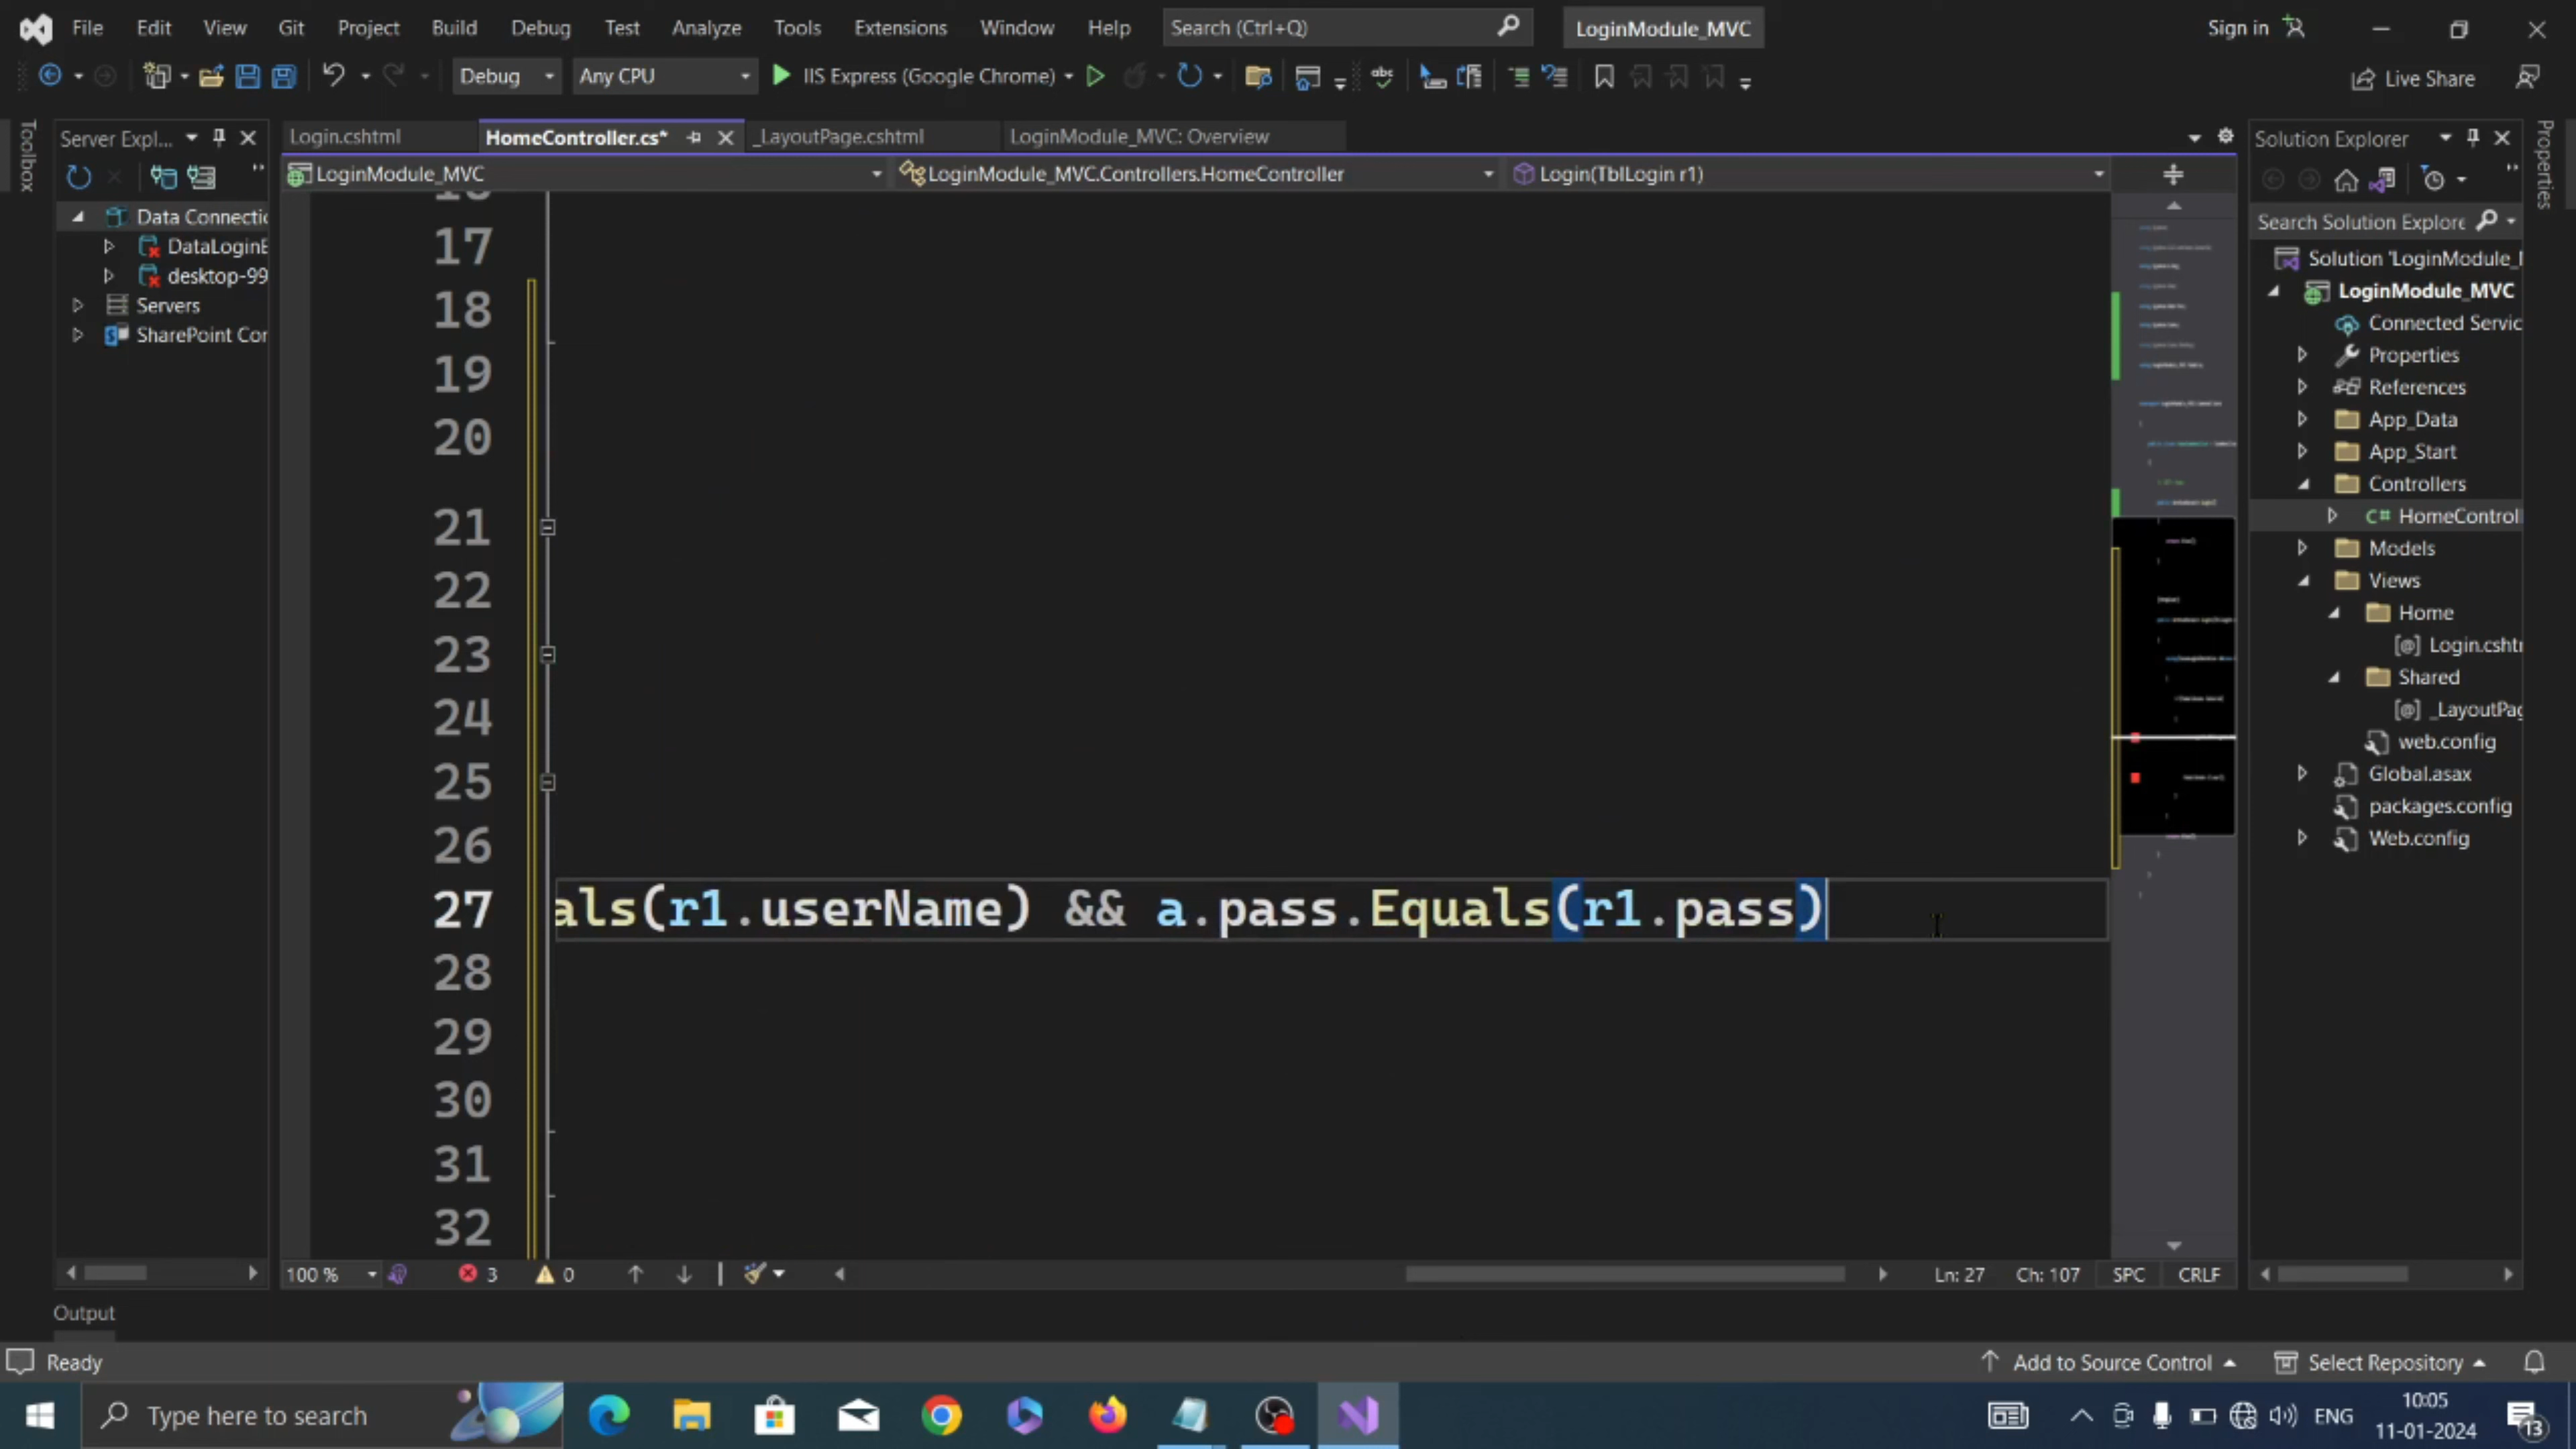 File Edit View Git Project Build Debug Test Analyze Tools Extensions Window Help Search (Ctrl+Q) LoginModule_MVC Sign in
Debug Any CPU IIS Express (Google Chrome) abc Live Share
Toolbox
Server Expl...
Login.cshtml HomeController.cs* _LayoutPage.cshtml LoginModule_MVC: Overview
Solution Explorer
Properties
LoginModule_MVC LoginModule_MVC.Controllers.HomeController Login(TblLogin r1)
Data Connectio
DataLoginE
desktop-99
Servers
SharePoint Cor
Search Solution Explore
Solution 'LoginModule_
LoginModule_MVC
Connected Servic
Properties
References
App_Data
App_Start
Controllers
C# HomeControl
Models
Views
Home
[@] Login.csht
Shared
[@] _LayoutPag
web.config
Global.asax
packages.config
Web.config
17
18
19
20
21
22
23
24
25
26
27 als(r1.userName) && a.pass.Equals(r1.pass)
28
29
30
31
32
100 % 3 0 Ln: 27 Ch: 107 SPC CRLF
Output
Ready Add to Source Control Select Repository
Type here to search ENG 10:05
11-01-2024 13